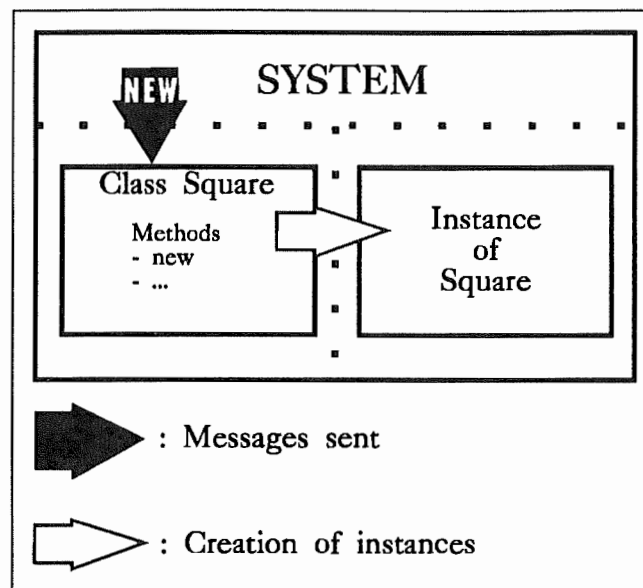 SYSTEM
NEW
Class Square
Methods
- new
- ...
Instance
of
Square
: Messages sent
: Creation of instances